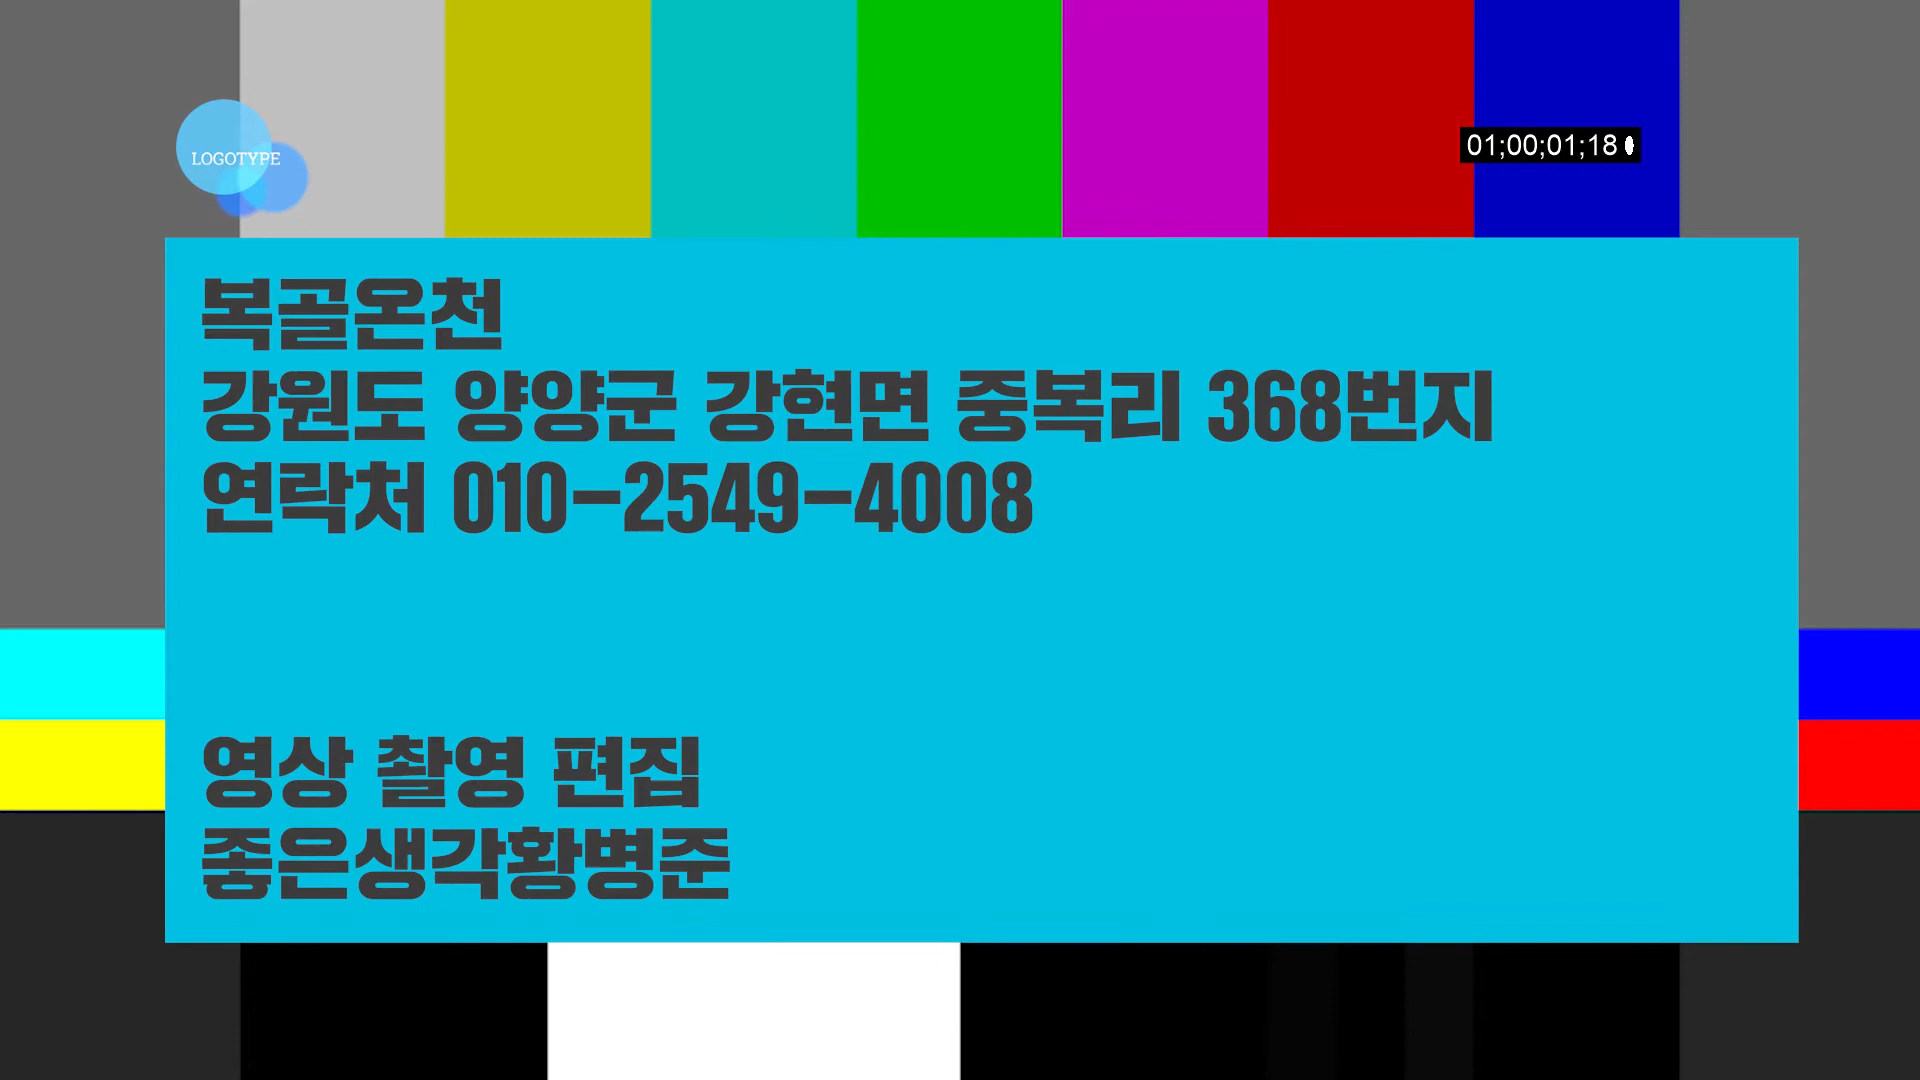 LOGOTYPE
01;00;01;18
복골온천
강원도 양양군 강현면 중복리 368번지
연락처 010-2549-4008
영상 촬영 편집
좋은생각황병준